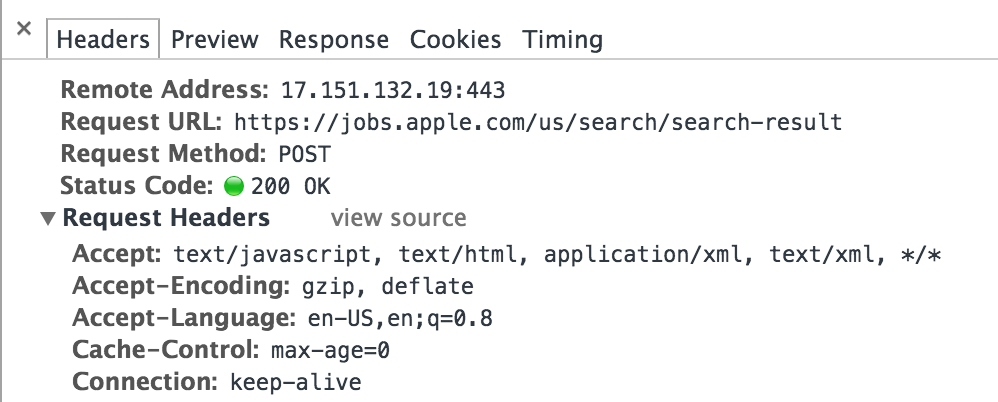 × Headers Preview Response Cookies Timing
Remote Address: 17.151.132.19:443
Request URL: https://jobs.apple.com/us/search/search-result
Request Method: POST
Status Code: 200 OK
▼ Request Headers view source
Accept: text/javascript, text/html, application/xml, text/xml, */*
Accept-Encoding: gzip, deflate
Accept-Language: en-US,en;q=0.8
Cache-Control: max-age=0
Connection: keep-alive